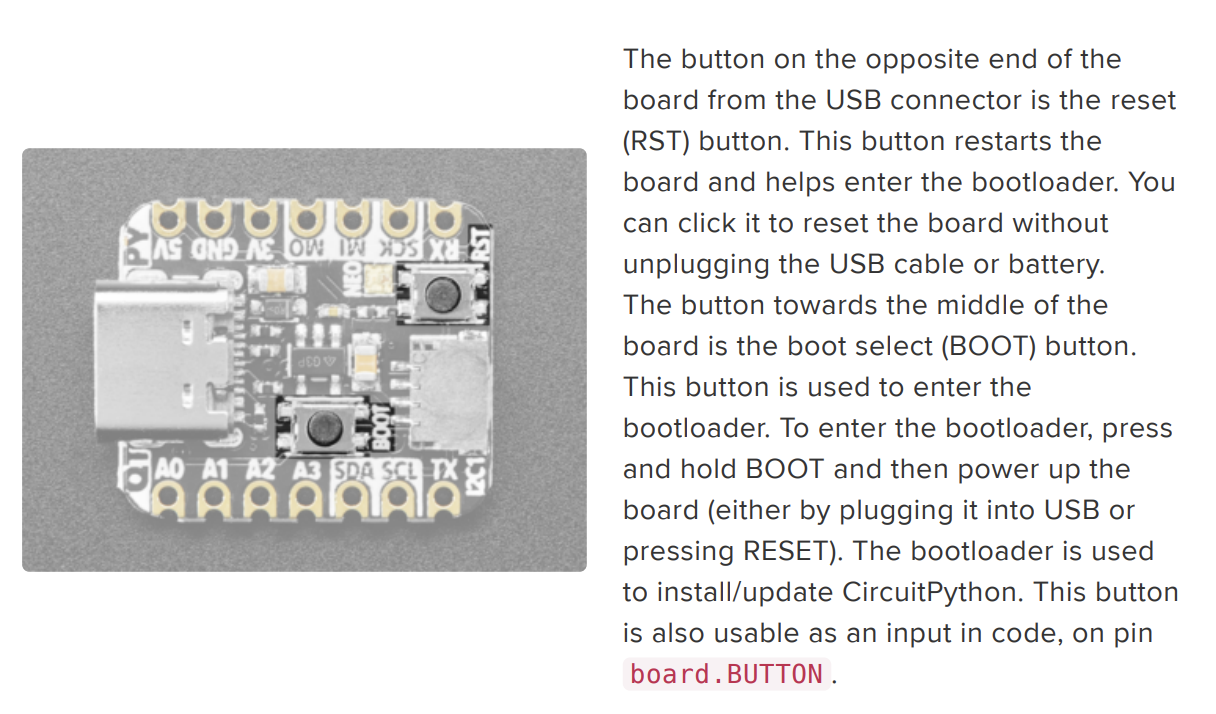 The button on the opposite end of the
board from the USB connector is the reset
(RST) button. This button restarts the
board and helps enter the bootloader. You
can click it to reset the board without
unplugging the USB cable or battery.
The button towards the middle of the
board is the boot select (BOOT) button.
This button is used to enter the
bootloader. To enter the bootloader, press
and hold BOOT and then power up the
board (either by plugging it into USB or
pressing RESET). The bootloader is used
to install/update CircuitPython. This button
is also usable as an input in code, on pin
board.BUTTON.
5V GND 3V MO MI SCK RX
RST
NEO
BOOT
A0 A1 A2 A3 SDA SCL TX
I2C1